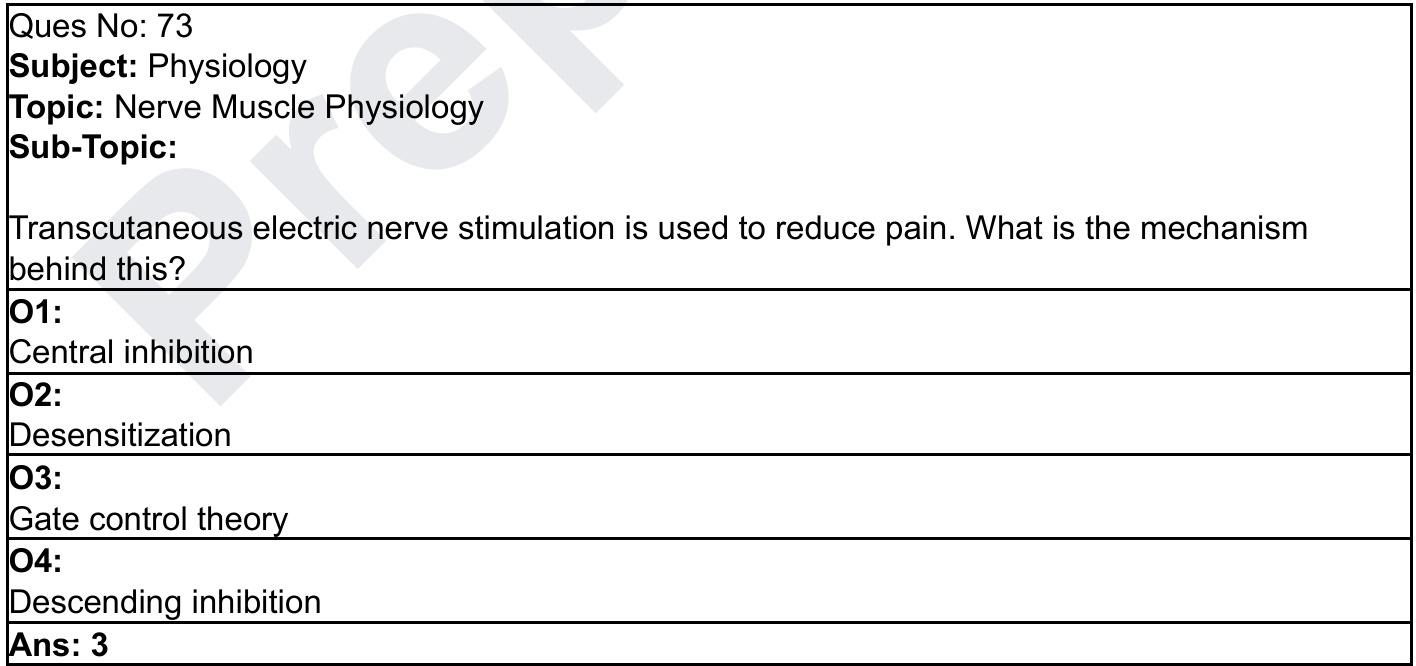 Ques No: 73
Subject: Physiology
Topic: Nerve Muscle Physiology
Sub-Topic:
Transcutaneous electric nerve stimulation is used to reduce pain. What is the mechanism
behind this?
O1:
Central inhibition
O2:
Desensitization
O3:
Gate control theory
O4:
Descending inhibition
Ans: 3
Prep